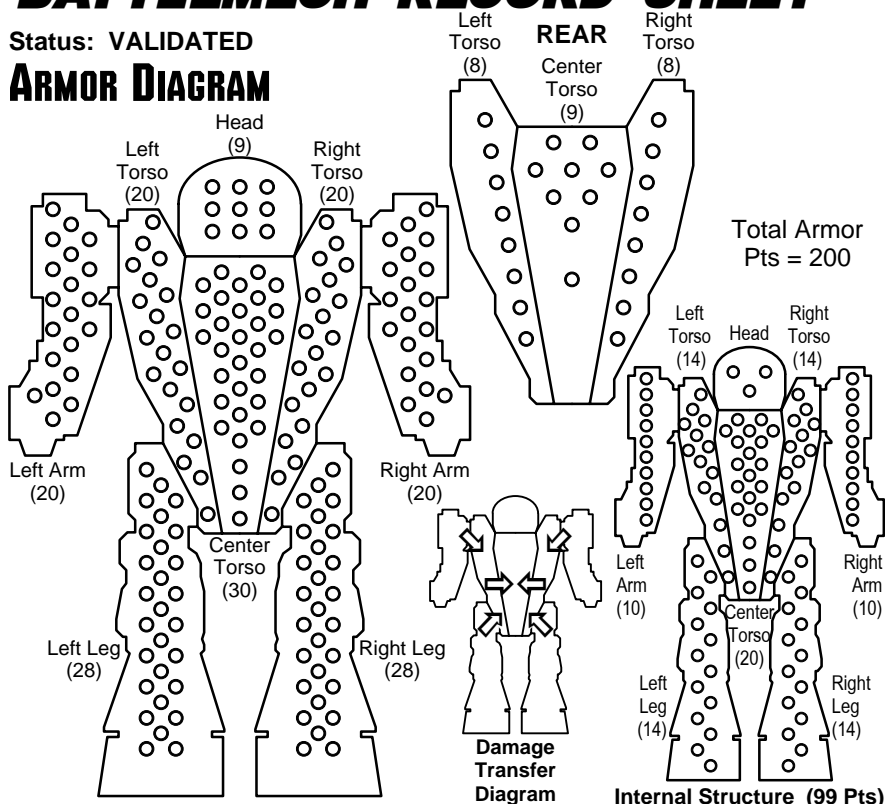 BATTLEMECH RECORD SHEET
Status: VALIDATED
ARMOR DIAGRAM
Head
(9)
Left
Torso
(20)
Right
Torso
(20)
Left Arm
(20)
Right Arm
(20)
Center
Torso
(30)
Left Leg
(28)
Right Leg
(28)
REAR
Left
Torso
(8)
Center
Torso
(9)
Right
Torso
(8)
Total Armor
Pts = 200
Damage
Transfer
Diagram
Left
Torso
(14)
Head
Right
Torso
(14)
Left
Arm
(10)
Right
Arm
(10)
Center
Torso
(20)
Left
Leg
(14)
Right
Leg
(14)
Internal Structure (99 Pts)